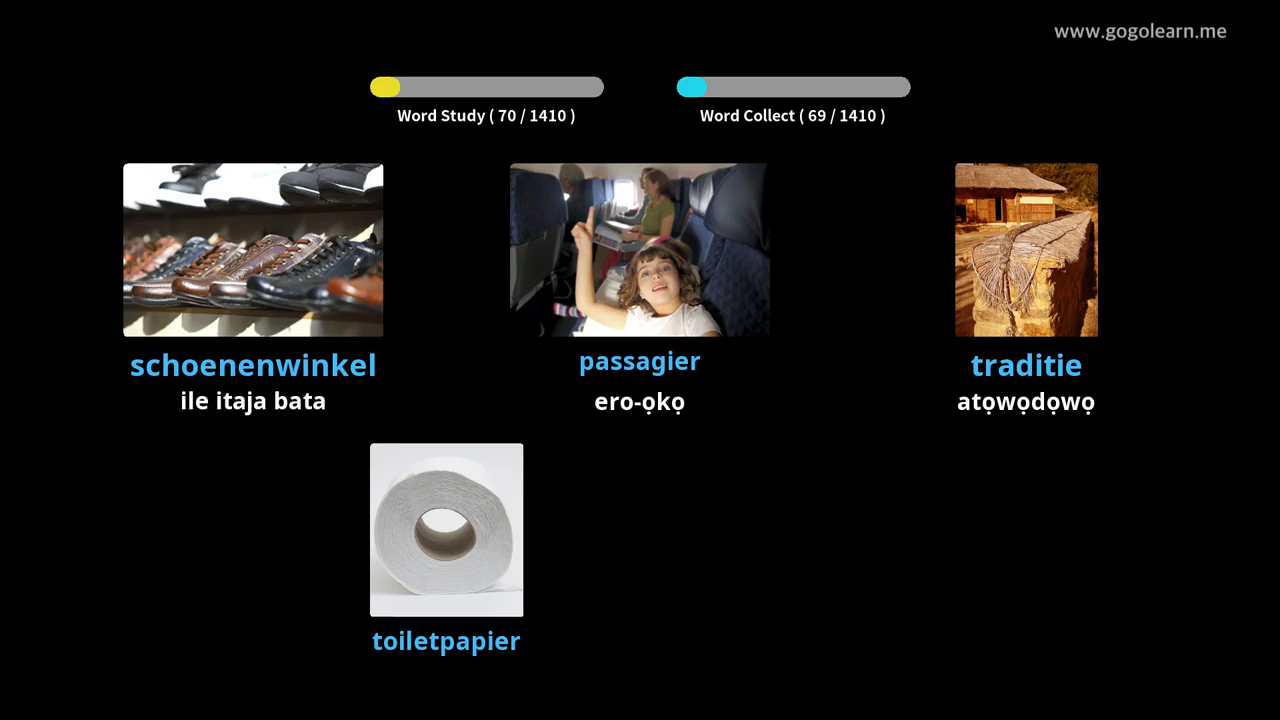 www.gogolearn.me
Word Study ( 70 / 1410 )
Word Collect ( 69 / 1410 )
schoenenwinkel
ile itaja bata
passagier
ero-ọkọ
traditie
atọwọdọwọ
toiletpapier